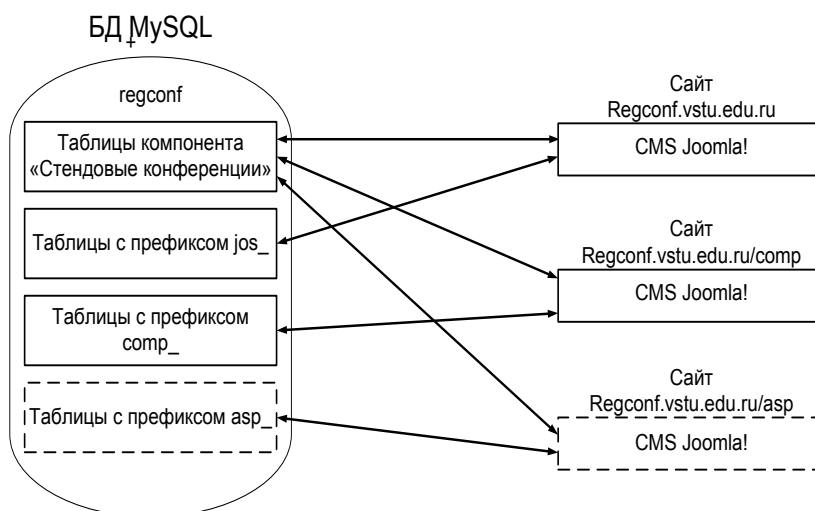 БД MySQL
+
regconf
Таблицы компонента
«Стендовые конференции»
Таблицы с префиксом jos_
Таблицы с префиксом
comp_
Таблицы с префиксом asp_
Сайт
Regconf.vstu.edu.ru
CMS Joomla!
Сайт
Regconf.vstu.edu.ru/comp
CMS Joomla!
Сайт
Regconf.vstu.edu.ru/asp
CMS Joomla!